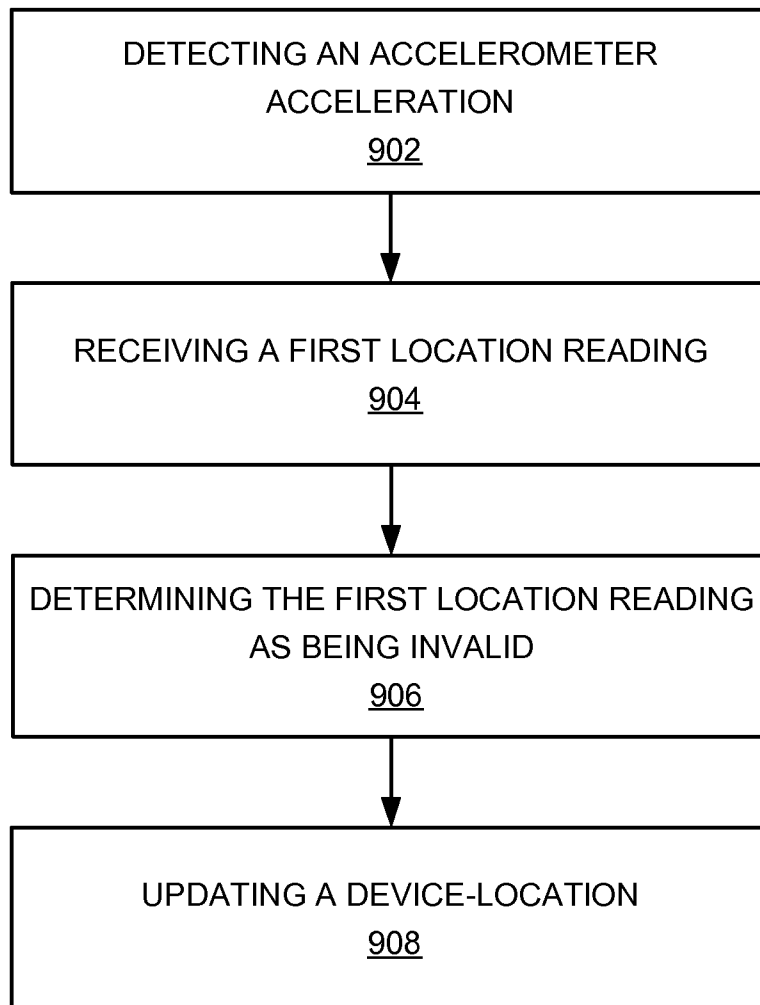 DETECTING AN ACCELEROMETER
ACCELERATION
902
RECEIVING A FIRST LOCATION READING
904
DETERMINING THE FIRST LOCATION READING
AS BEING INVALID
906
UPDATING A DEVICE-LOCATION
908